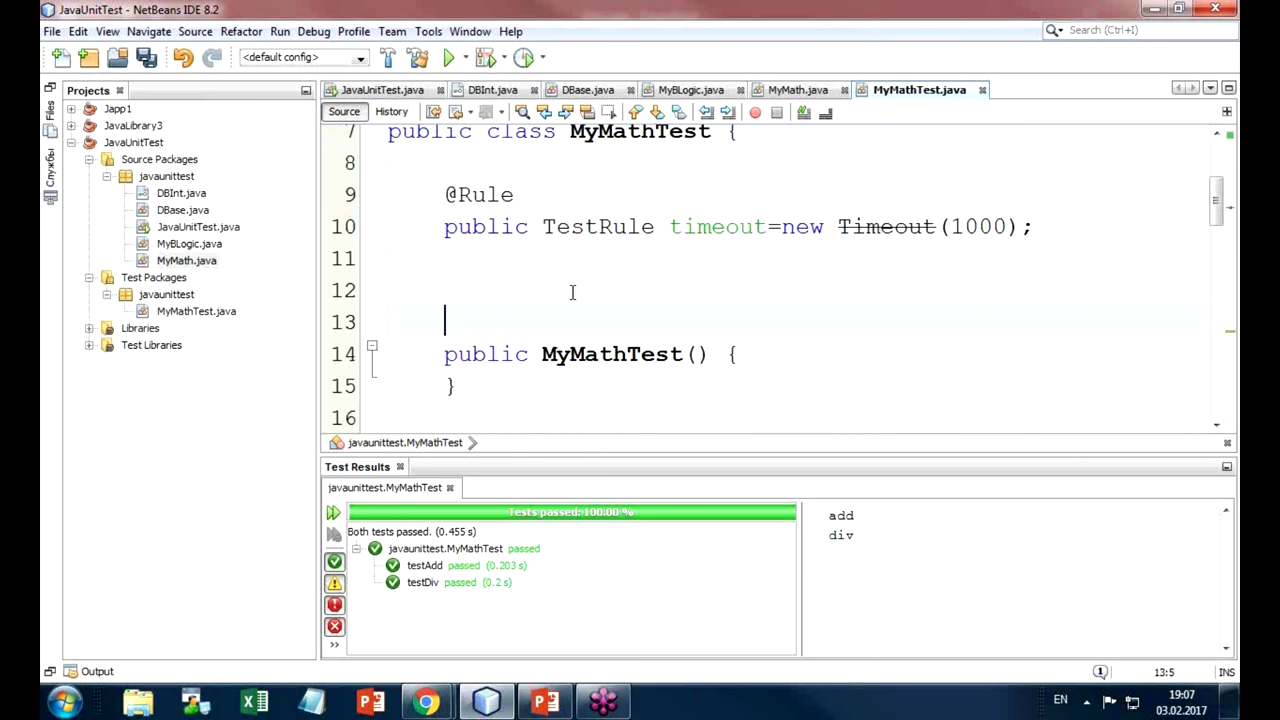 JavaUnitTest - NetBeans IDE 8.2
File Edit View Navigate Source Refactor Run Debug Profile Team Tools Window Help
Search (Ctrl+I)
<default config>
Projects
Files
Службы
Japp1
JavaLibrary3
JavaUnitTest
Source Packages
javaunittest
DBInt.java
DBase.java
JavaUnitTest.java
MyBLogic.java
MyMath.java
Test Packages
javaunittest
MyMathTest.java
Libraries
Test Libraries
JavaUnitTest.java DBInt.java DBase.java MyBLogic.java MyMath.java MyMathTest.java
Source History
7 public class MyMathTest {
8
9 @Rule
10 public TestRule timeout=new Timeout(1000);
11
12
13
14 public MyMathTest() {
15 }
16
javaunittest.MyMathTest
Test Results
javaunittest.MyMathTest
Tests passed: 100.00 %
Both tests passed. (0.455 s)
javaunittest.MyMathTest passed
testAdd passed (0.203 s)
testDiv passed (0.2 s)
add
div
Output
1
13:5
INS
EN
19:07
03.02.2017